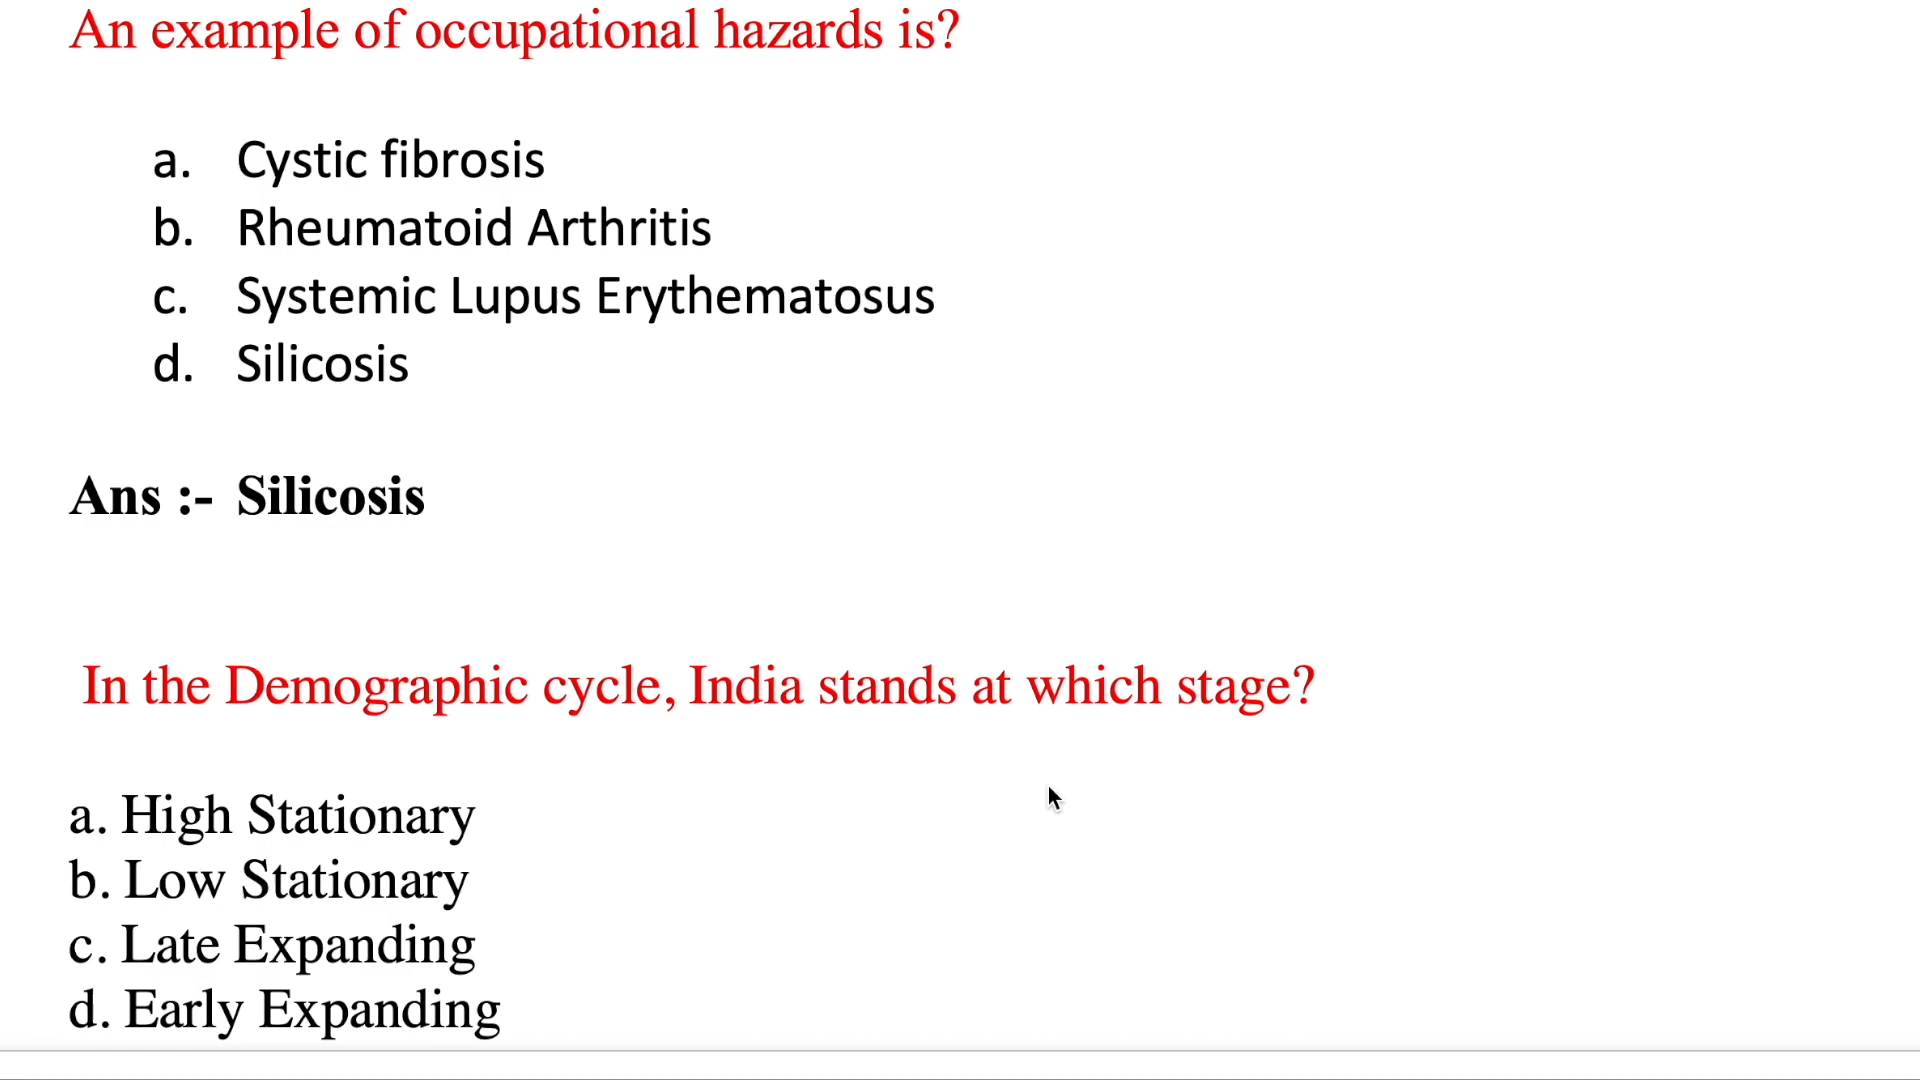 An example of occupational hazards is?
a. Cystic fibrosis
b. Rheumatoid Arthritis
c. Systemic Lupus Erythematosus
d. Silicosis
Ans :- Silicosis
In the Demographic cycle, India stands at which stage?
a. High Stationary
b. Low Stationary
c. Late Expanding
d. Early Expanding